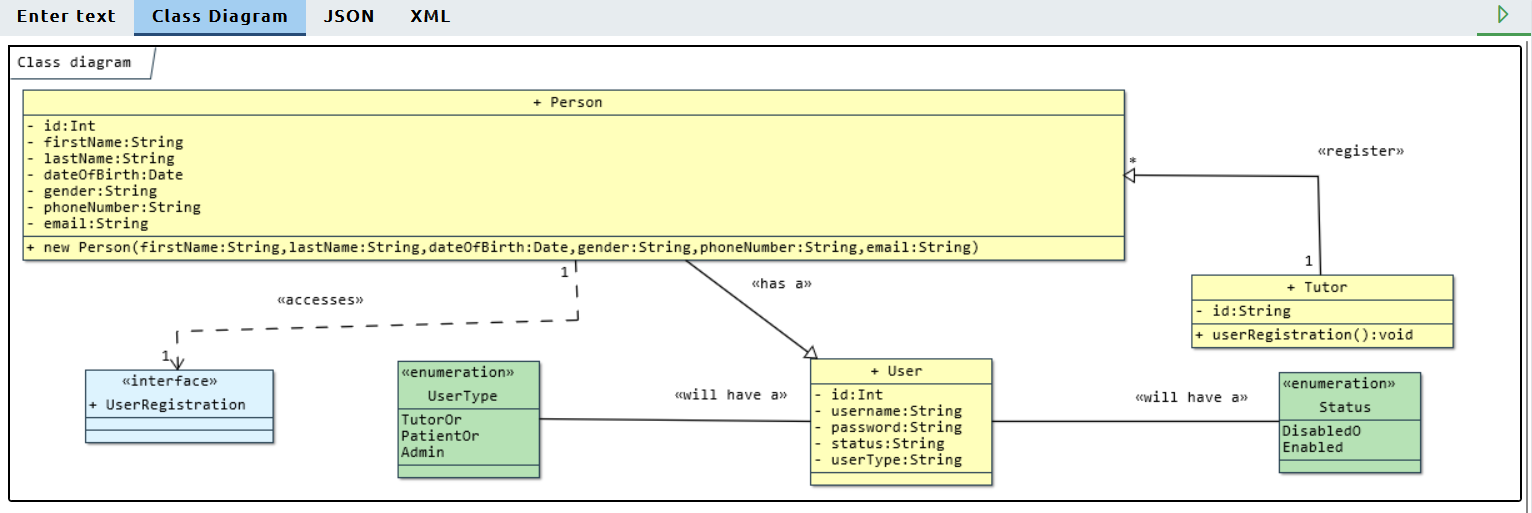 Enter text
Class Diagram
JSON
XML
Class diagram
+ Person
- id:Int
- firstName:String
- lastName:String
- dateOfBirth:Date
- gender:String
- phoneNumber:String
- email:String
+ new Person(firstName:String,lastName:String,dateOfBirth:Date,gender:String,phoneNumber:String,email:String)
«register»
*
1
+ Tutor
- id:String
+ userRegistration():void
1
«accesses»
1
«has a»
«interface»
+ UserRegistration
«enumeration»
UserType
TutorOr
PatientOr
Admin
«will have a»
+ User
- id:Int
- username:String
- password:String
- status:String
- userType:String
«will have a»
«enumeration»
Status
DisabledO
Enabled